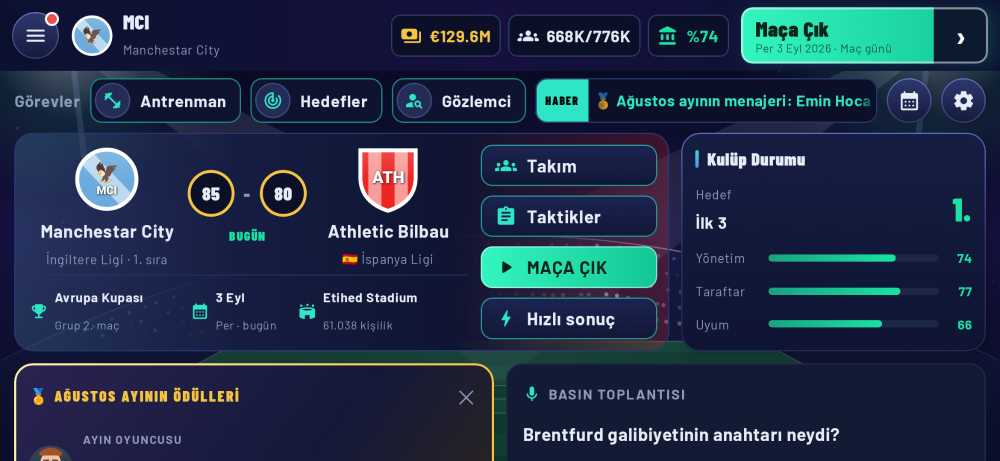 MCI
Manchestar City
€129.6M
668K/776K
%74
Maça Çık
Per 3 Eyl 2026 · Maç günü
Görevler
Antrenman
Hedefler
Gözlemci
HABER
Ağustos ayının menajeri: Emin Hoca
MCI
85 - 80
BUGÜN
ATH
Manchestar City
İngiltere Ligi · 1. sıra
Athletic Bilbau
İspanya Ligi
Avrupa Kupası
Grup 2. maç
3 Eyl
Per · bugün
Etihed Stadium
61.038 kişilik
Takım
Taktikler
MAÇA ÇIK
Hızlı sonuç
Kulüp Durumu
Hedef
İlk 3
1.
Yönetim 74
Taraftar 77
Uyum 66
AĞUSTOS AYININ ÖDÜLLERİ
AYIN OYUNCUSU
BASIN TOPLANTISI
Brentfurd galibiyetinin anahtarı neydi?